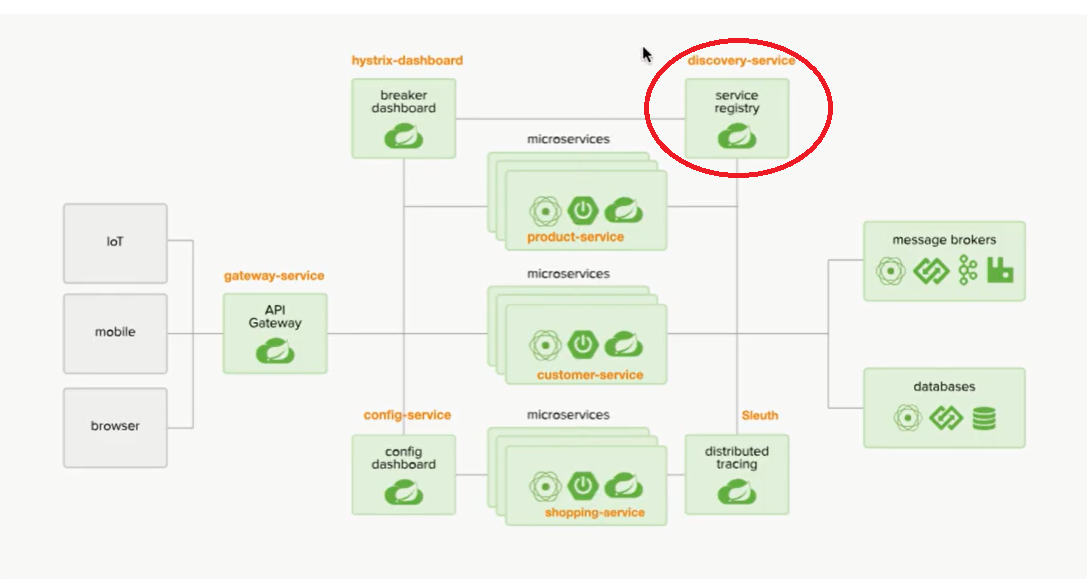 hystrix-dashboard
discovery-service
breaker
dashboard
service
registry
microservices
product-service
IoT
mobile
browser
gateway-service
API
Gateway
microservices
customer-service
message brokers
databases
config-service
microservices
Sleuth
config
dashboard
shopping-aervice
distributed
tracing